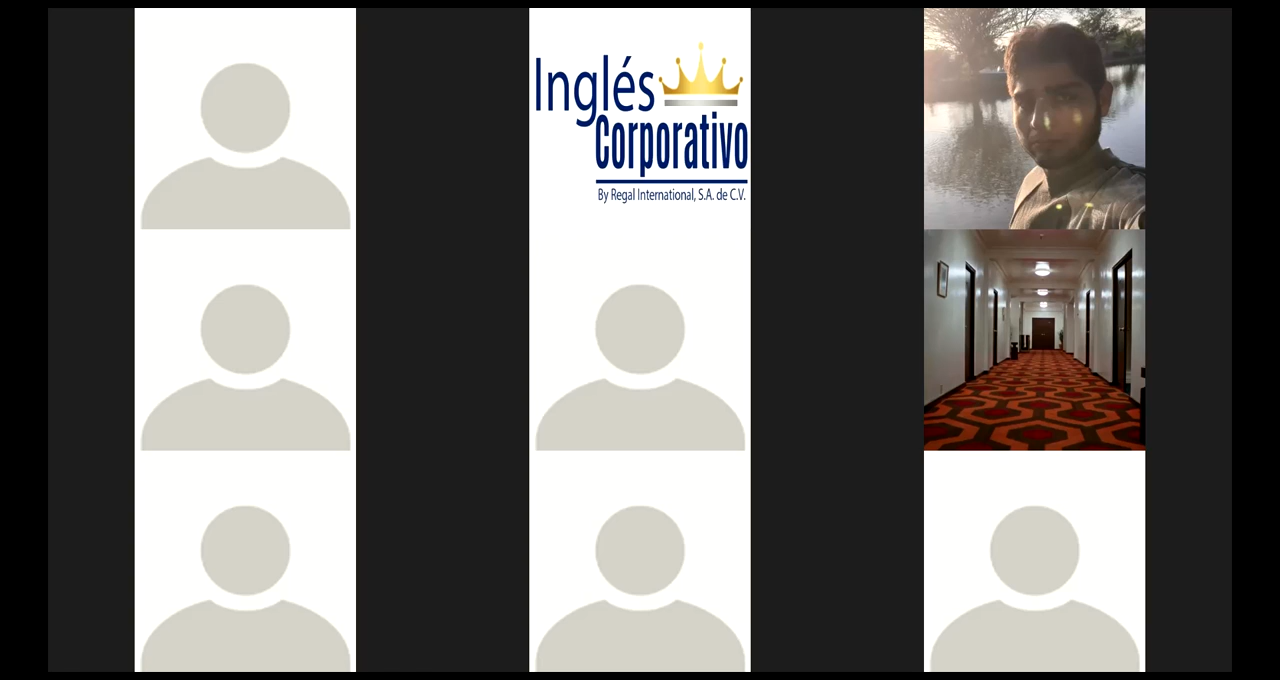 Inglés
Corporativo
By Regal International, S.A. de C.V.